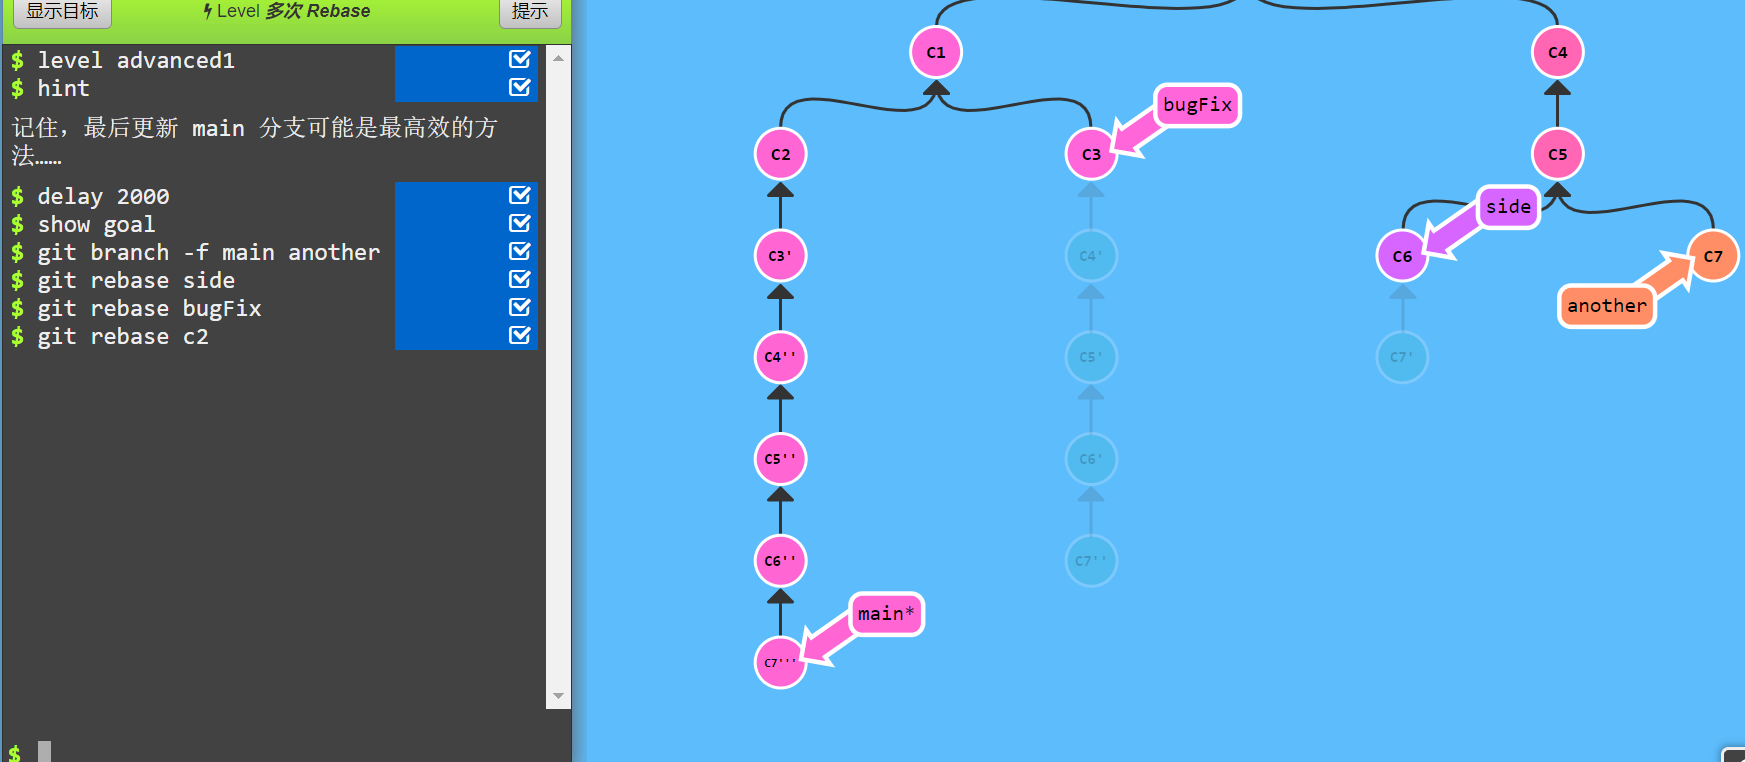 显示目标
Level 多次 Rebase
提示
$ level advanced1
$ hint
记住，最后更新 main 分支可能是最高效的方
法……
$ delay 2000
$ show goal
$ git branch -f main another
$ git rebase side
$ git rebase bugFix
$ git rebase c2
$
C1
C4
bugFix
C2
C3
C5
side
C3'
C4'
C6
C7
another
C4''
C5'
C7'
C5''
C6'
C6''
C7''
main*
C7'''